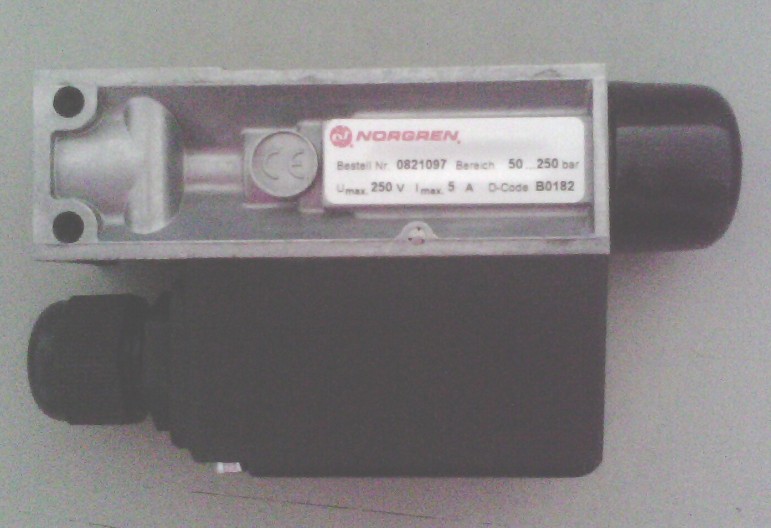 NORGREN
CE
Bestell Nr. 0821097 Bereich 50...250 bar
Umax. 250 V Imax. 5 A D-Code B0182